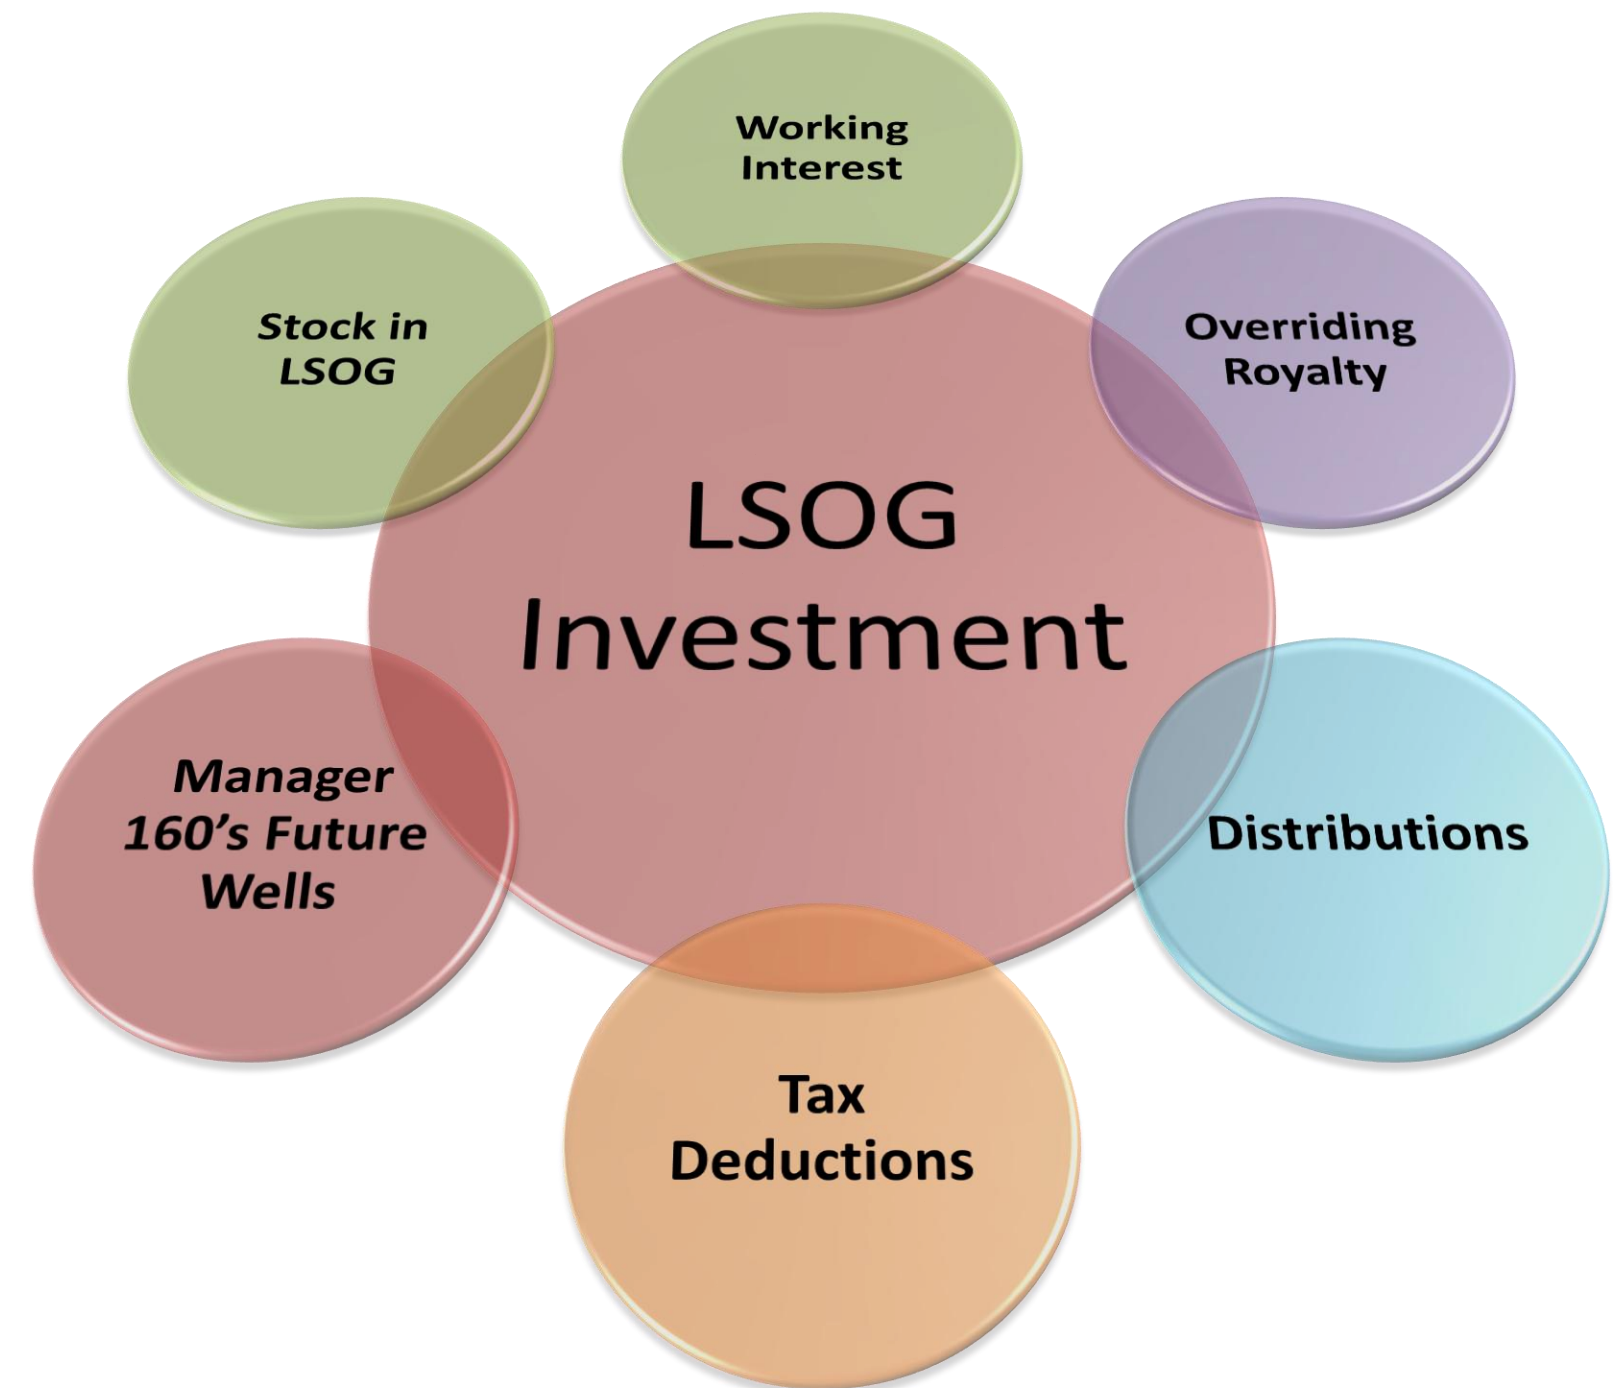 Working
Interest
Stock in
LSOG
Overriding
Royalty
LSOG
Investment
Manager
160’s Future
Wells
Distributions
Tax
Deductions